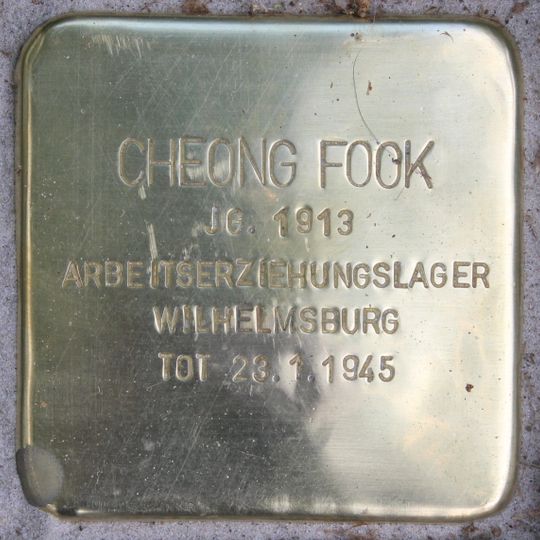 CHEONG FOOK
JG. 1913
ARBEITSERZIEHUNGSLAGER
WILHELMSBURG
TOT 23.1.1945